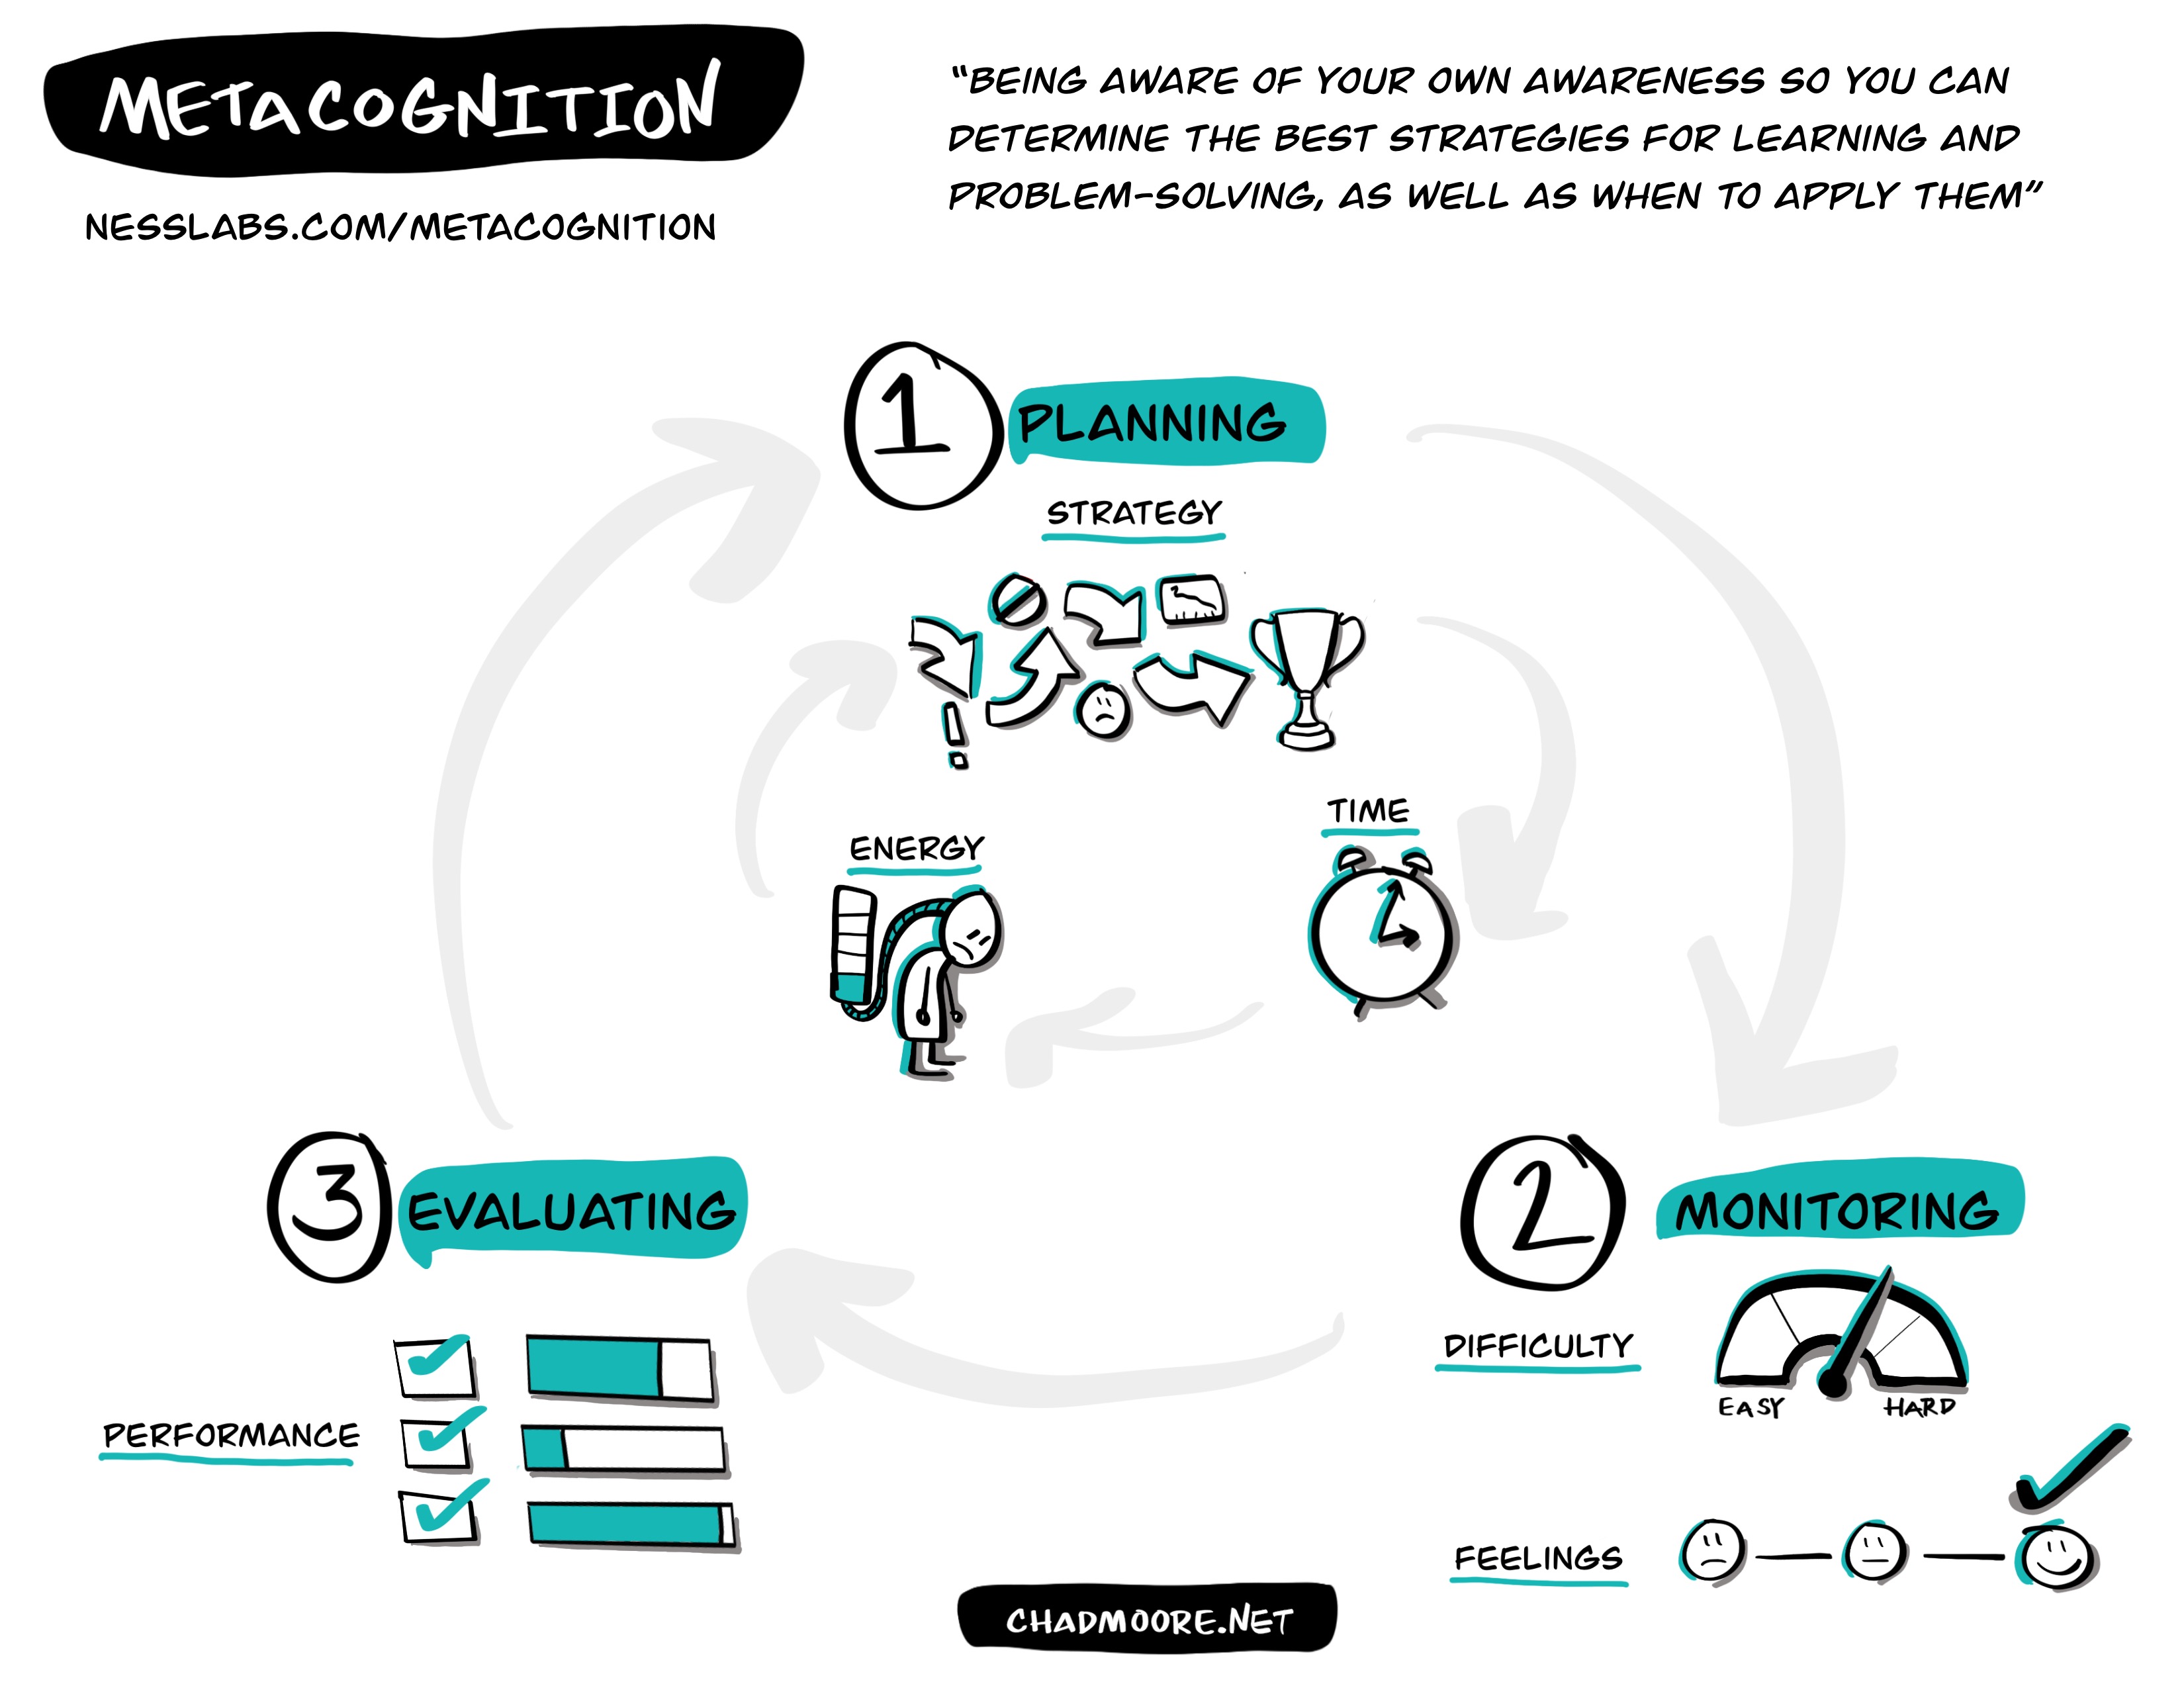 METACOGNITION
NESSLABS.COM/METACOGNITION
"BEING AWARE OF YOUR OWN AWARENESS SO YOU CAN
DETERMINE THE BEST STRATEGIES FOR LEARNING AND
PROBLEM-SOLVING, AS WELL AS WHEN TO APPLY THEM"
1 PLANNING
STRATEGY
TIME
ENERGY
2 MONITORING
DIFFICULTY
EASY HARD
FEELINGS
3 EVALUATING
PERFORMANCE
CHADMOORE.NET